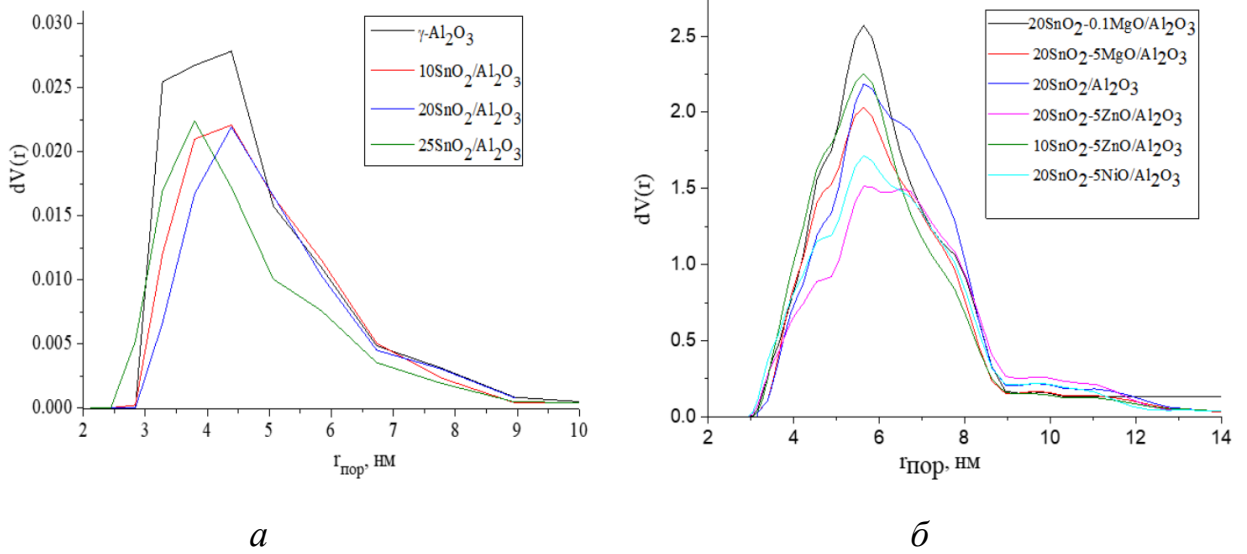 0.030
0.025
0.020
0.015
0.010
0.005
0.000
dV(r)
γ-Al₂O₃
10SnO₂/Al₂O₃
20SnO₂/Al₂O₃
25SnO₂/Al₂O₃
2 3 4 5 6 7 8 9 10
rпор, нм
а
2.5
2.0
1.5
1.0
0.5
0.0
dV(r)
20SnO₂-0.1MgO/Al₂O₃
20SnO₂-5MgO/Al₂O₃
20SnO₂/Al₂O₃
20SnO₂-5ZnO/Al₂O₃
10SnO₂-5ZnO/Al₂O₃
20SnO₂-5NiO/Al₂O₃
2 4 6 8 10 12 14
rпор, нм
б